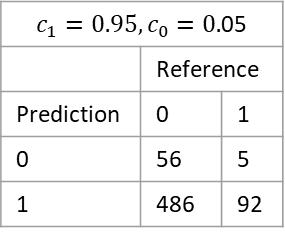 c₁ = 0.95, c₀ = 0.05
Reference
Prediction 0 1
0 56 5
1 486 92